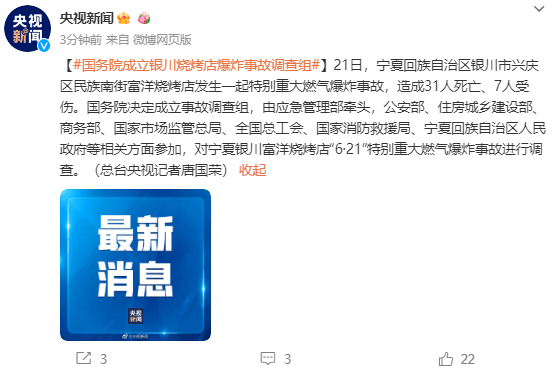 央视新闻
央视
新闻
3分钟前 来自 微博网页版
【#国务院成立银川烧烤店爆炸事故调查组#】21日，宁夏回族自治区银川市兴庆
区民族南街富洋烧烤店发生一起特别重大燃气爆炸事故，造成31人死亡、7人受
伤。国务院决定成立事故调查组，由应急管理部牵头，公安部、住房城乡建设部、
商务部、国家市场监管总局、全国总工会、国家消防救援局、宁夏回族自治区人民
政府等相关方面参加，对宁夏银川富洋烧烤店“6·21”特别重大燃气爆炸事故进行调
查。（总台央视记者唐国荣） 收起
最新
消息
央视
新闻
@央视新闻
3 3 22